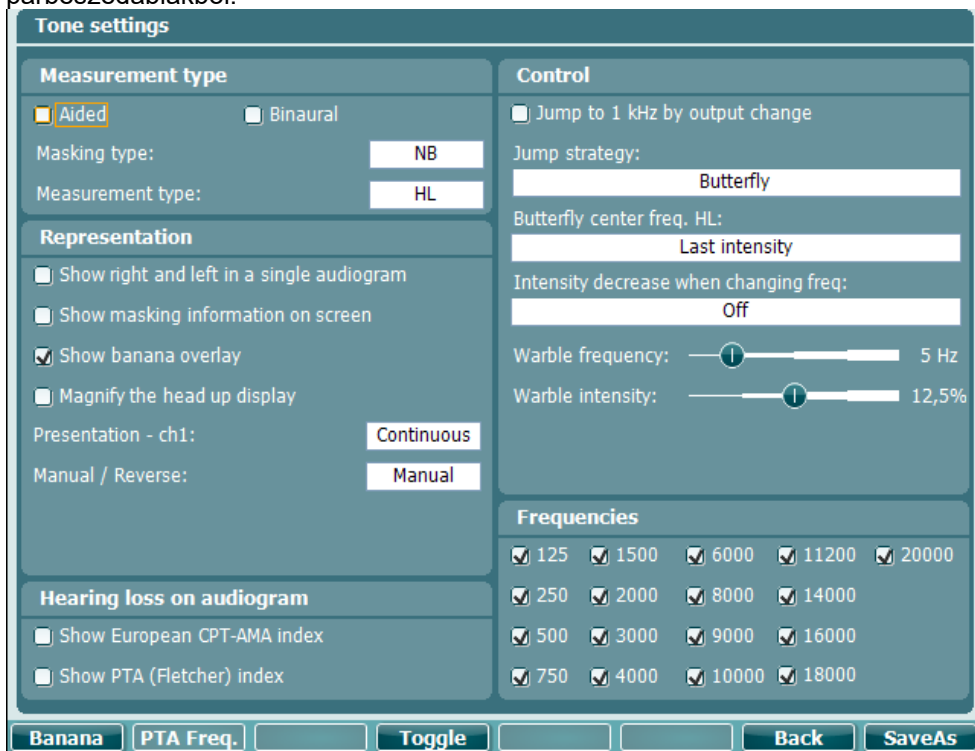 párbeszédablakból.
Tone settings
Measurement type
Aided Binaural
Masking type: NB
Measurement type: HL
Representation
Show right and left in a single audiogram
Show masking information on screen
Show banana overlay
Magnify the head up display
Presentation - ch1: Continuous
Manual / Reverse: Manual
Hearing loss on audiogram
Show European CPT-AMA index
Show PTA (Fletcher) index
Control
Jump to 1 kHz by output change
Jump strategy:
Butterfly
Butterfly center freq. HL:
Last intensity
Intensity decrease when changing freq:
Off
Warble frequency: 5 Hz
Warble intensity: 12,5%
Frequencies
125 1500 6000 11200 20000
250 2000 8000 14000
500 3000 9000 16000
750 4000 10000 18000
Banana PTA Freq. Toggle Back SaveAs